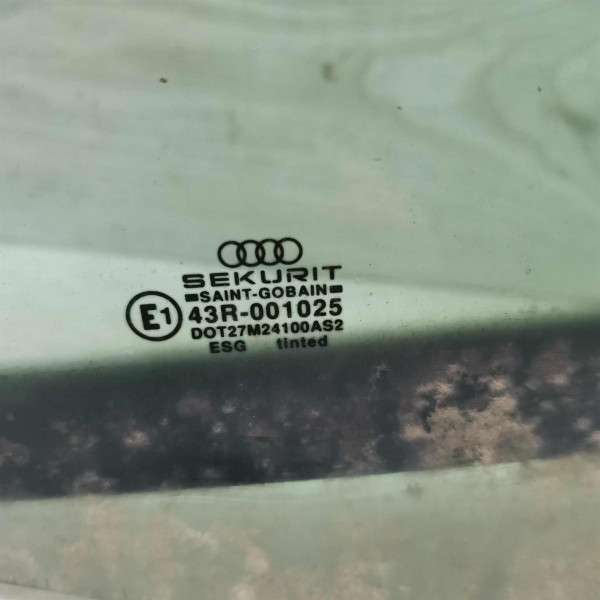 SEKURIT
SAINT-GOBAIN
E1 43R-001025
DOT27M24100AS2
ESG tinted